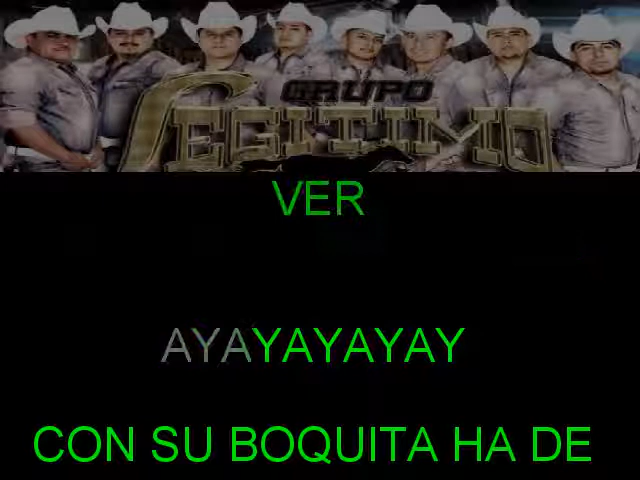 GRUPO
LEGITIMO
VER
AYAYAYAYAY
CON SU BOQUITA HA DE